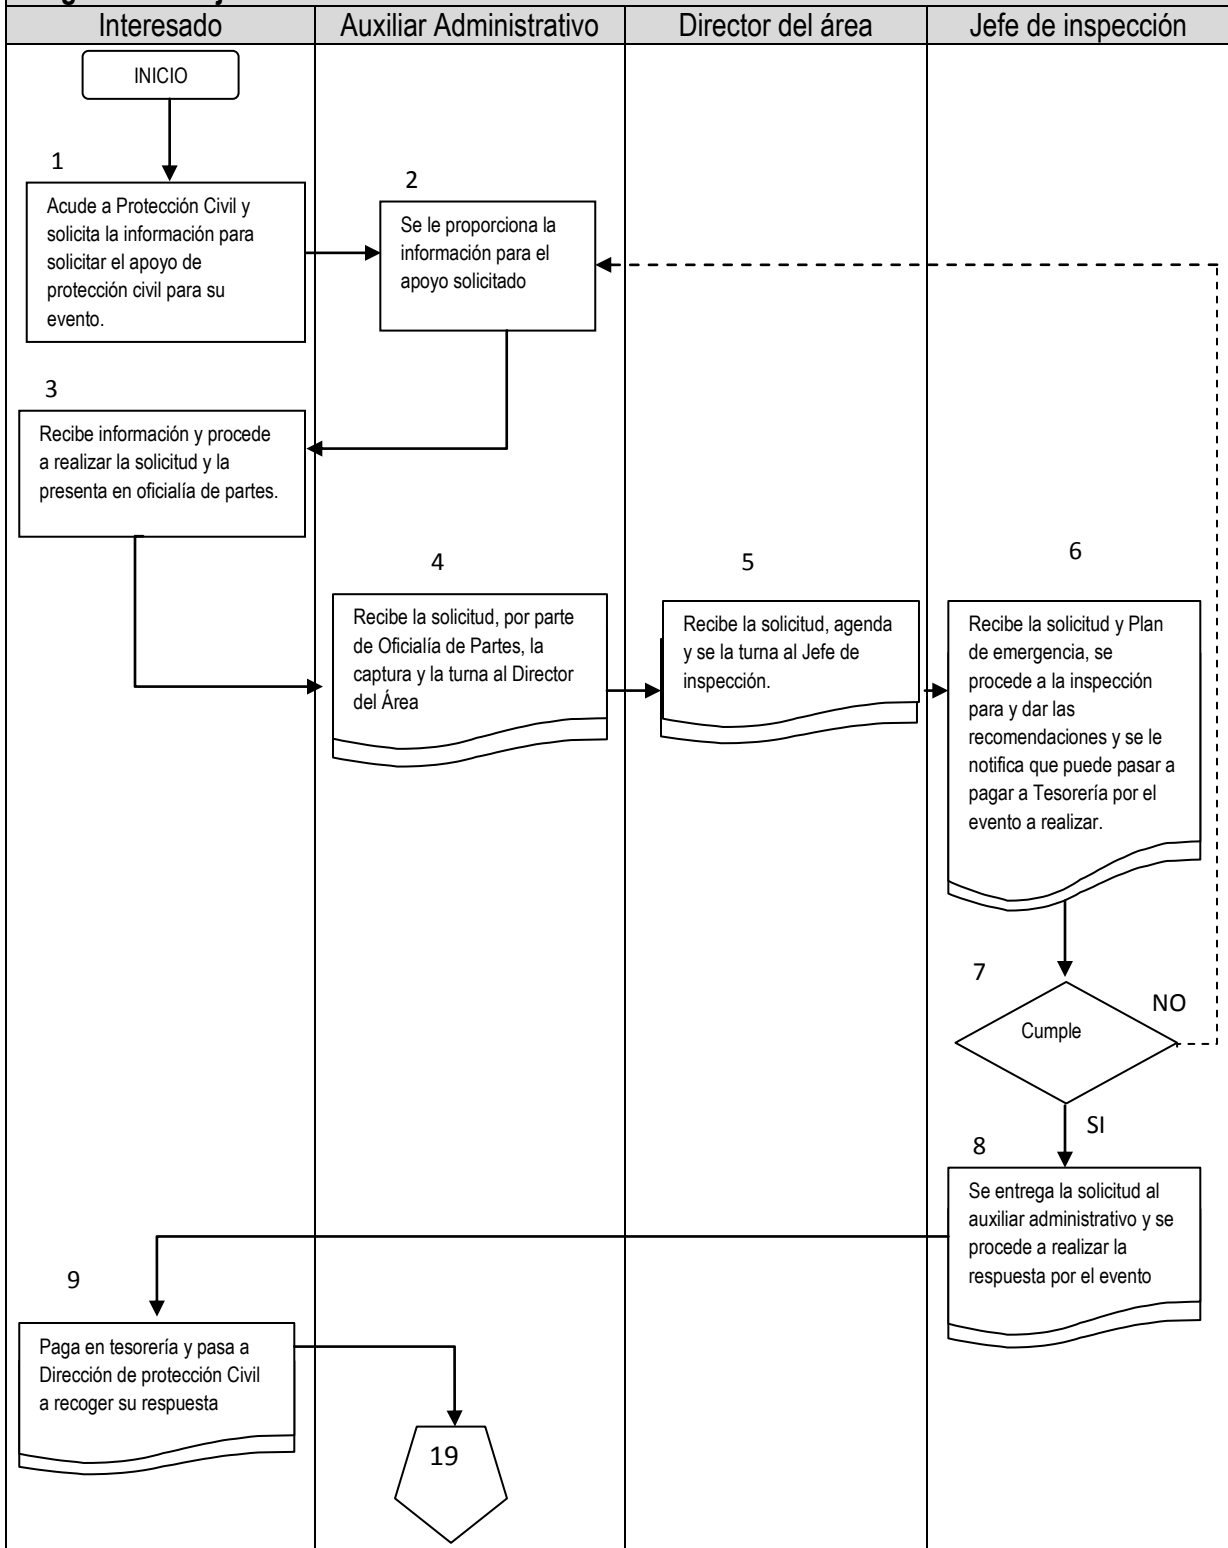 Interesado
Auxiliar Administrativo
Director del área
Jefe de inspección
INICIO
1
Acude a Protección Civil y
solicita la información para
solicitar el apoyo de
protección civil para su
evento.
2
Se le proporciona la
información para el
apoyo solicitado
3
Recibe información y procede
a realizar la solicitud y la
presenta en oficialía de partes.
4
Recibe la solicitud, por parte
de Oficialía de Partes, la
captura y la turna al Director
del Área
5
Recibe la solicitud, agenda
y se la turna al Jefe de
inspección.
6
Recibe la solicitud y Plan
de emergencia, se
procede a la inspección
para y dar las
recomendaciones y se le
notifica que puede pasar a
pagar a Tesorería por el
evento a realizar.
7
Cumple
NO
SI
8
Se entrega la solicitud al
auxiliar administrativo y se
procede a realizar la
respuesta por el evento
9
Paga en tesorería y pasa a
Dirección de protección Civil
a recoger su respuesta
19